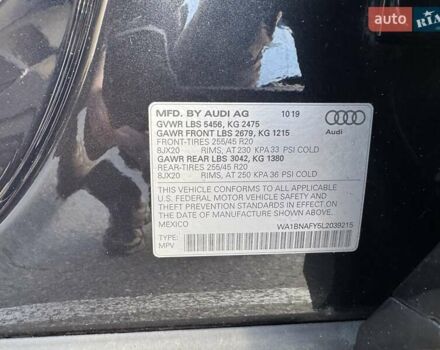 auto RIA
MFD. BY AUDI AG 10 19
GVWR LBS 5456, KG 2475
GAWR FRONT LBS 2679, KG 1215
FRONT-TIRES 255/45 R20
8JX20 RIMS, AT 230 KPA 33 PSI COLD
GAWR REAR LBS 3042, KG 1380
REAR-TIRES 255/45 R20
8JX20 RIMS, AT 250 KPA 36 PSI COLD
Audi
THIS VEHICLE CONFORMS TO ALL APPLICABLE
U.S. FEDERAL MOTOR VEHICLE SAFETY AND
THEFT PREVENTION STANDARDS IN EFFECT ON THE
DATE OF MANUFACTURE SHOWN ABOVE.
MEXICO WA1BNAFY5L2039215
TYPE:
MPV